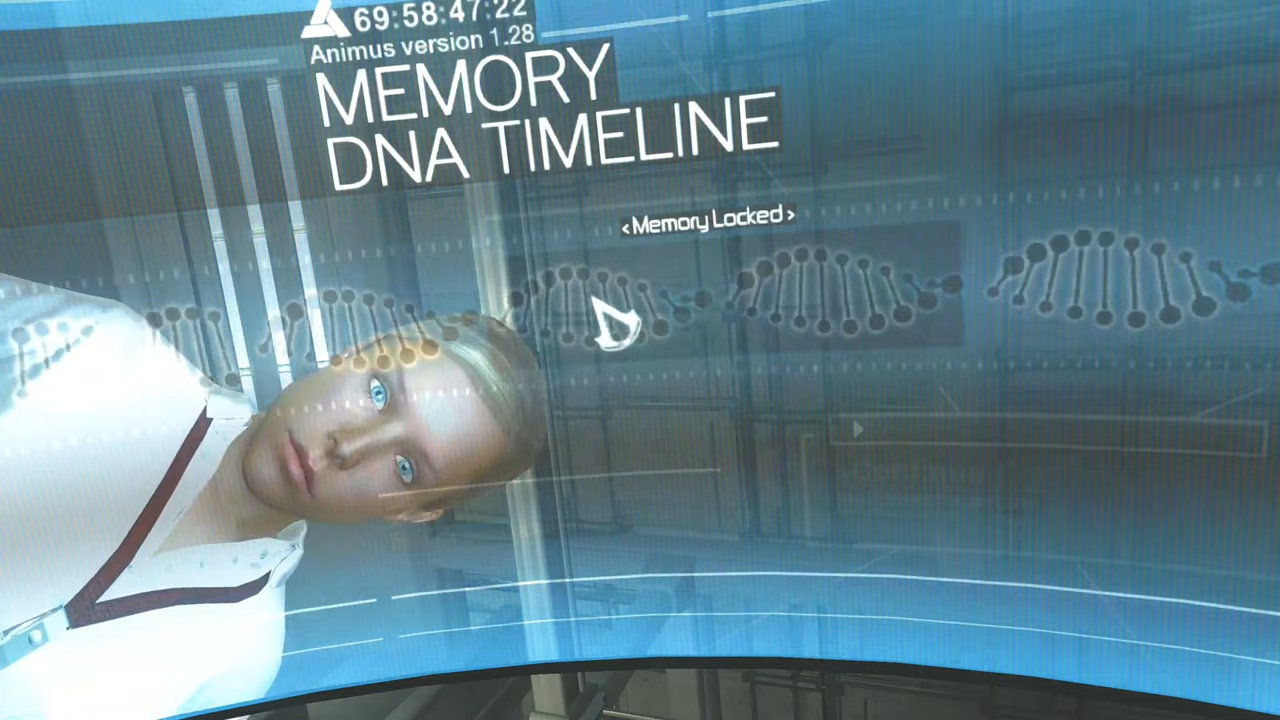 69:58:47:22
Animus version 1.28
MEMORY
DNA TIMELINE
‹Memory Locked›